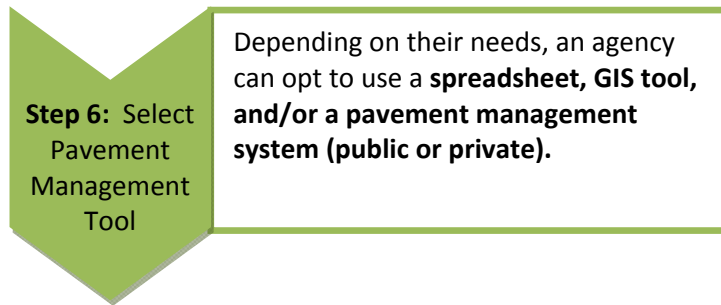 Step 6: Select
Pavement
Management
Tool
Depending on their needs, an agency
can opt to use a spreadsheet, GIS tool,
and/or a pavement management
system (public or private).